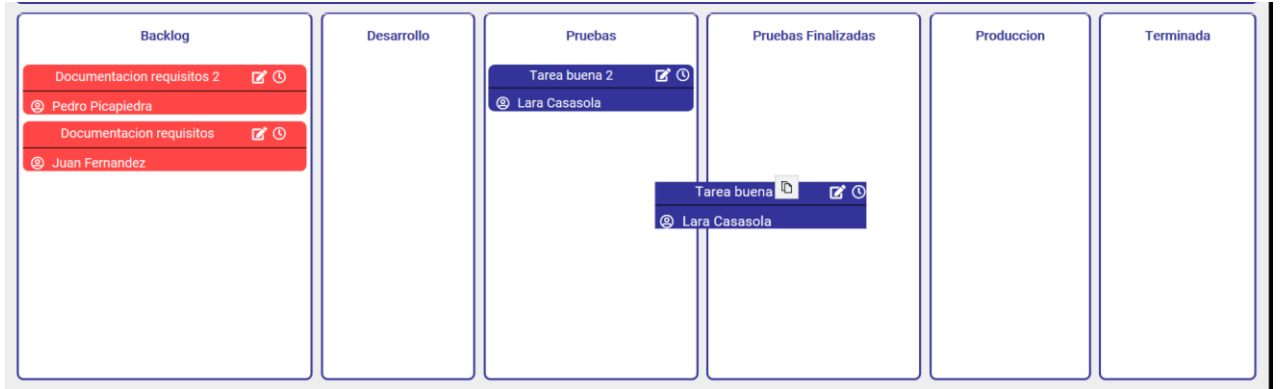 Backlog
Desarrollo
Pruebas
Pruebas Finalizadas
Produccion
Terminada
Documentacion requisitos 2
Pedro Picapiedra
Documentacion requisitos
Juan Fernandez
Tarea buena 2
Lara Casasola
Tarea buena
Lara Casasola